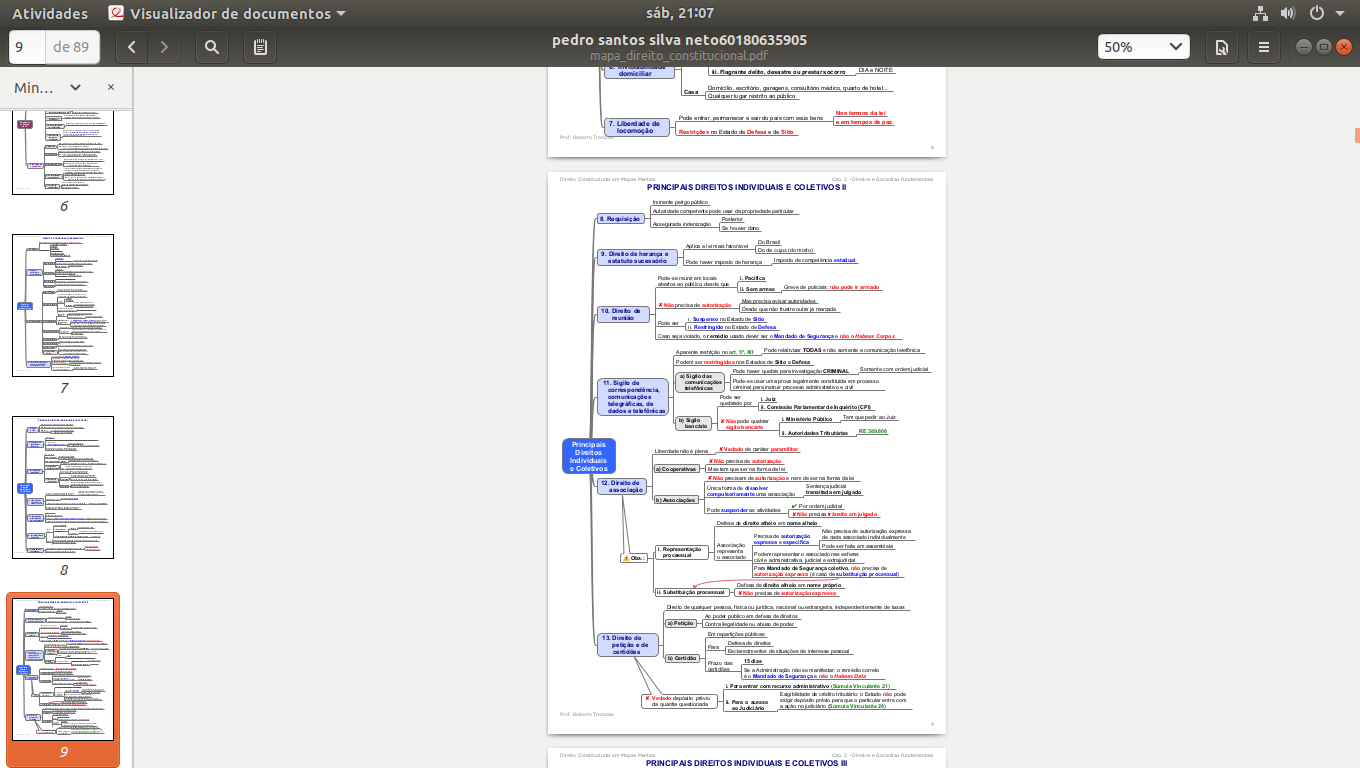 Atividades
Visualizador de documentos
sáb, 21:07
9
de 89
pedro santos silva neto60180635905
mapa_direito_constitucional.pdf
50%
Min...
×
6
7
8
9
domiciliar
iii. Flagrante delito, desastre ou prestar socorro
DIA e NOITE
Casa
Domicílio, escritório, garagens, consultório médico, quarto de hotel...
Qualquer lugar restrito ao público
7. Liberdade de
locomoção
Pode entrar, permanecer e sair do país com seus bens
Nos termos da lei
e em tempos de paz
Restrições no Estado de Defesa e de Sítio
Prof. Roberto Troncoso
8
Direito Constitucional em Mapas Mentais
Cap. 2 - Direitos e Garantias Fundamentais
PRINCIPAIS DIREITOS INDIVIDUAIS E COLETIVOS II
Principais
Direitos
Individuais
e Coletivos
8. Requisição
Iminente perigo público
Autoridade competente pode usar da propriedade particular
Assegurada indenização
Posterior
Se houver dano
9. Direito de herança e
estatuto sucessório
Aplica a lei mais favorável
Do Brasil
Do de cujus (do morto)
Pode haver imposto de herança
Imposto de competência estadual
10. Direito de
reunião
Pode-se reunir em locais
abertos ao público, desde que
i. Pacífica
ii. Sem armas
Greve de policiais: não pode ir armado
✘ Não precisa de autorização
Mas precisa avisar autoridades
Desde que não frustre outra já marcada
Pode ser
i. Suspenso no Estado de Sítio
ii. Restringido no Estado de Defesa
Caso seja violado, o remédio usado dever ser o Mandado de Segurança e não o Habeas Corpus
11. Sigilo de
correspondência,
comunicações
telegráficas, de
dados e telefônicas
Aparente restrição no art. 5º, XII
Pode relativizar TODAS e não somente a comunicação telefônica
Podem ser restringidos nos Estados de Sítio e Defesa
a) Sigilo das
comunicações
telefônicas
Pode haver quebra para investigação CRIMINAL
Somente com ordem judicial
Pode-se usar uma prova legalmente constituída em processo
criminal para instruir processo administrativo e civil
b) Sigilo
bancário
Pode ser
quebrado por
i. Juiz
ii. Comissão Parlamentar de Inquérito (CPI)
✘ Não pode quebrar
sigilo bancário
i. Ministério Público
Tem que pedir ao Juiz
ii. Autoridades Tributárias
RE 389.808
12. Direito de
associação
Liberdade não é plena
✘ Vedado de caráter paramilitar
a) Cooperativas
✘ Não precisa de autorização
Mas tem que ser na forma da lei
b) Associações
✘ Não precisam de autorização e nem de ser na forma da lei
Única forma de dissolver
compulsoriamente uma associação
Sentença judicial
transitada em julgado
Pode suspender as atividades
✔ Por ordem judicial
✘ Não precisa trânsito em julgado
Obs.:
i. Representação
processual
Defesa de direito alheio em nome alheio
Associação
representa
o associado
Precisa de autorização
expressa e específica
Não precisa de autorização expressa
de cada associado individualmente
Pode ser feita em assembleia
Podem representar o associado nas esferas
civil e administrativa, judicial e extrajudicial
Para Mandado de Segurança coletivo, não precisa de
autorização expressa (é caso de substituição processual)
ii. Substituição processual
Defesa de direito alheio em nome próprio
✘ Não precisa de autorização expressa
13. Direito de
petição e de
certidões
Direito de qualquer pessoa, física ou jurídica, nacional ou estrangeira, independentemente de taxas
a) Petição
Ao poder público em defesa de direitos
Contra ilegalidade ou abuso de poder
b) Certidão
Em repartições públicas
Para
Defesa de direitos
Esclarecimentos de situações de interesse pessoal
Prazo das
certidões
15 dias
Se a Administração não se manifestar: o remédio correto
é o Mandado de Segurança e não o Habeas Data
✘ Vedado depósito prévio
da quantia questionada
i. Para entrar com recurso administrativo (Súmula Vinculante 21)
ii. Para o acesso
ao Judiciário
Exigibilidade de crédito tributário: o Estado não pode
exigir depósito prévio para que o particular entre com
a ação no judiciário (Súmula Vinculante 28)
Prof. Roberto Troncoso
9
Direito Constitucional em Mapas Mentais
Cap. 2 - Direitos e Garantias Fundamentais
PRINCIPAIS DIREITOS INDIVIDUAIS E COLETIVOS III